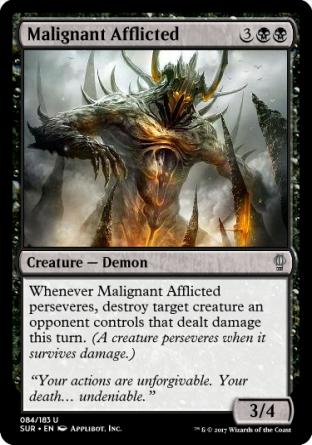 Malignant Afflicted 3
Creature — Demon
Whenever Malignant Afflicted
perseveres, destroy target creature an
opponent controls that dealt damage
this turn. (A creature perseveres when it
survives damage.)
“Your actions are unforgivable. Your
death... undeniable.”
3/4
084/183 U
SUR • EN APPLIBOT, INC.
™ & © 2017 Wizards of the Coast